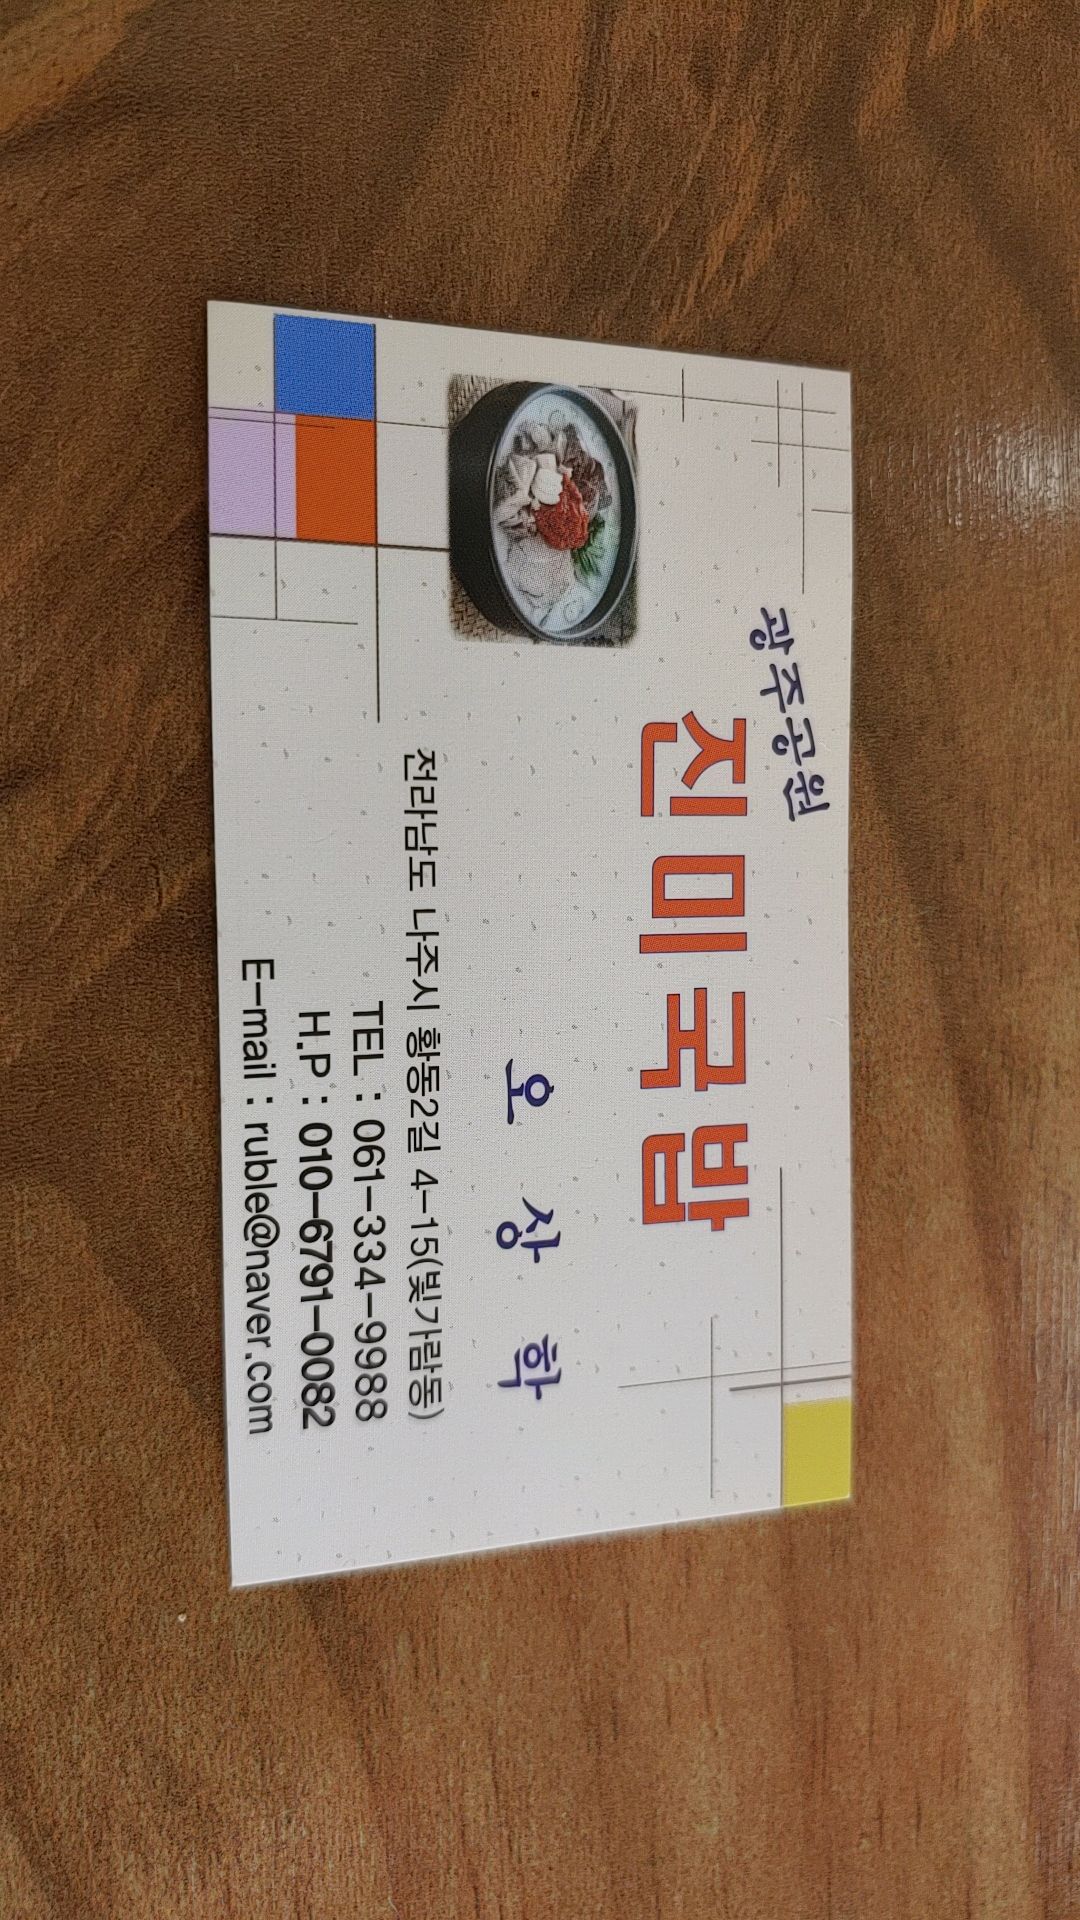 광주공원
진미국밥
오 상 학
전라남도 나주시 황동2길 4-15(빛가람동)
TEL : 061-334-9988
H.P : 010-6791-0082
E-mail : ruble@naver.com